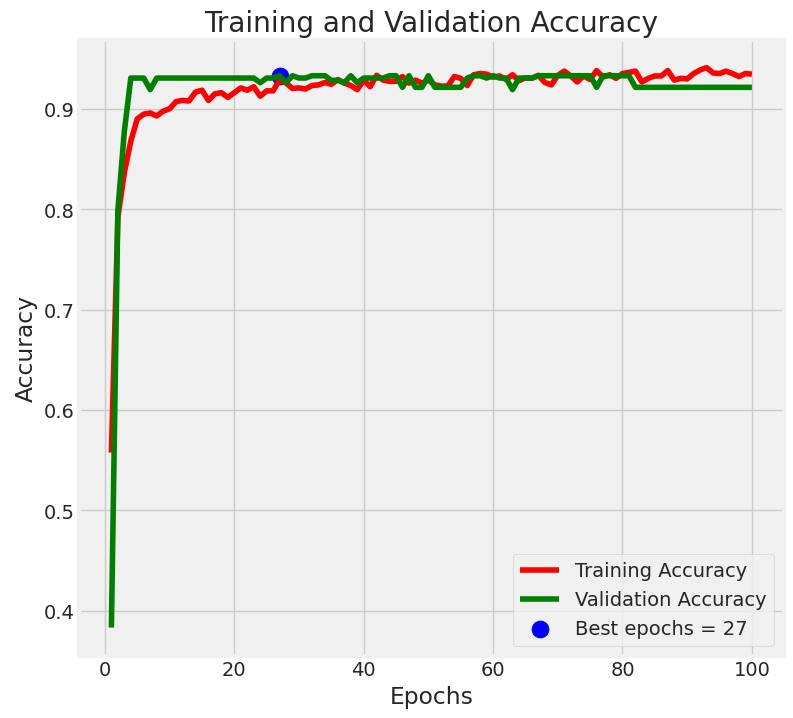 Training and Validation Accuracy
Accuracy
0.9
0.8
0.7
0.6
0.5
0.4
Training Accuracy
Validation Accuracy
Best epochs = 27
0 20 40 60 80 100
Epochs